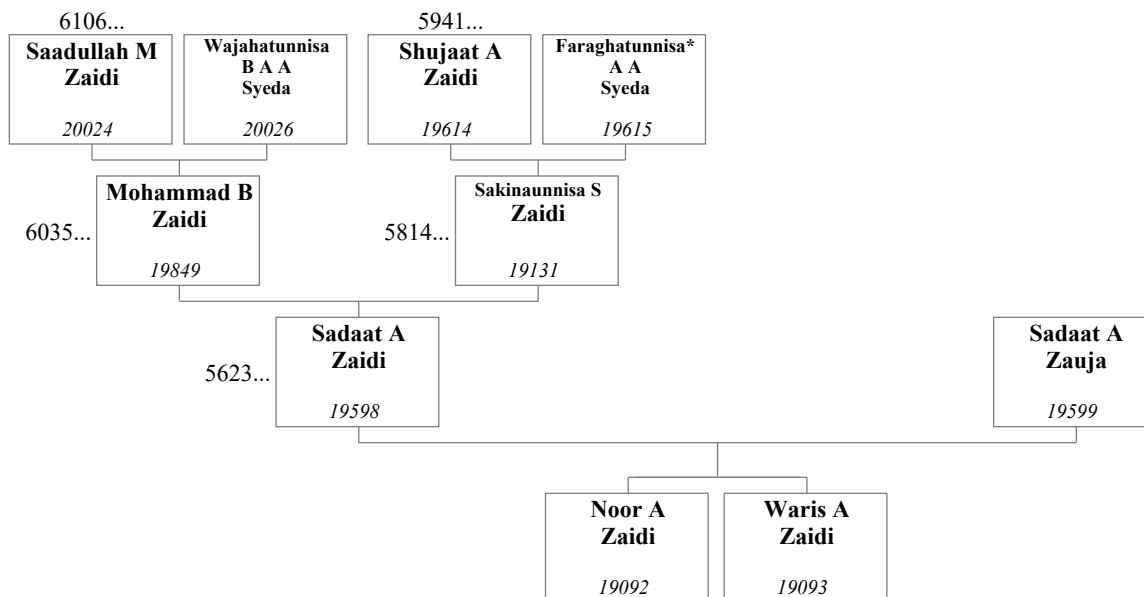 6106...
5941...
Saadullah M
Zaidi
20024
Wajahatunnisa
B A A
Syeda
20026
Shujaat A
Zaidi
19614
Faraghatunnisa*
A A
Syeda
19615
6035...
Mohammad B
Zaidi
19849
5814...
Sakinaunnisa S
Zaidi
19131
5623...
Sadaat A
Zaidi
19598
Sadaat A
Zauja
19599
Noor A
Zaidi
19092
Waris A
Zaidi
19093